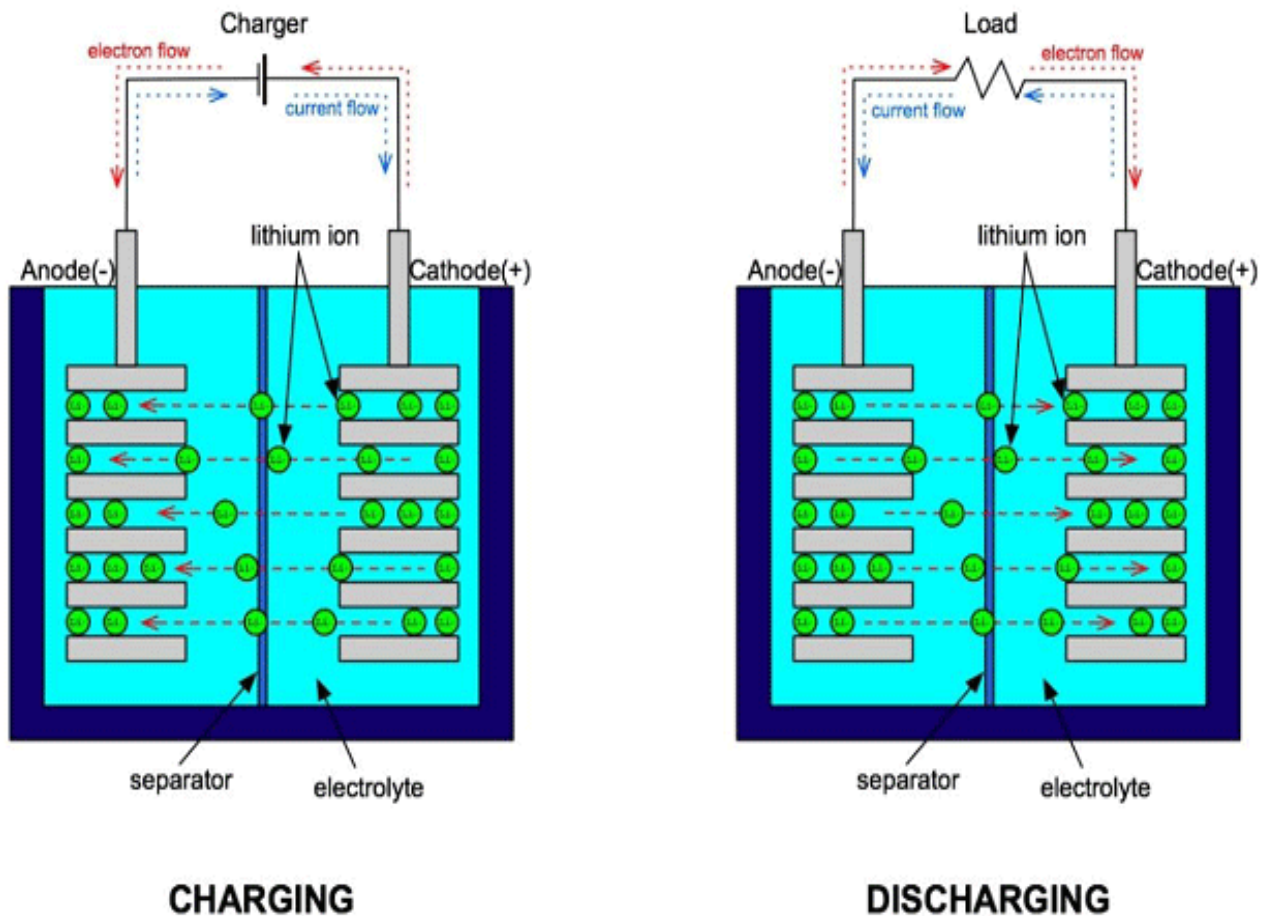 Charger
electron flow
current flow
lithium ion
Anode(-)
Cathode(+)
separator
electrolyte
CHARGING
Load
electron flow
current flow
lithium ion
Anode(-)
Cathode(+)
separator
electrolyte
DISCHARGING